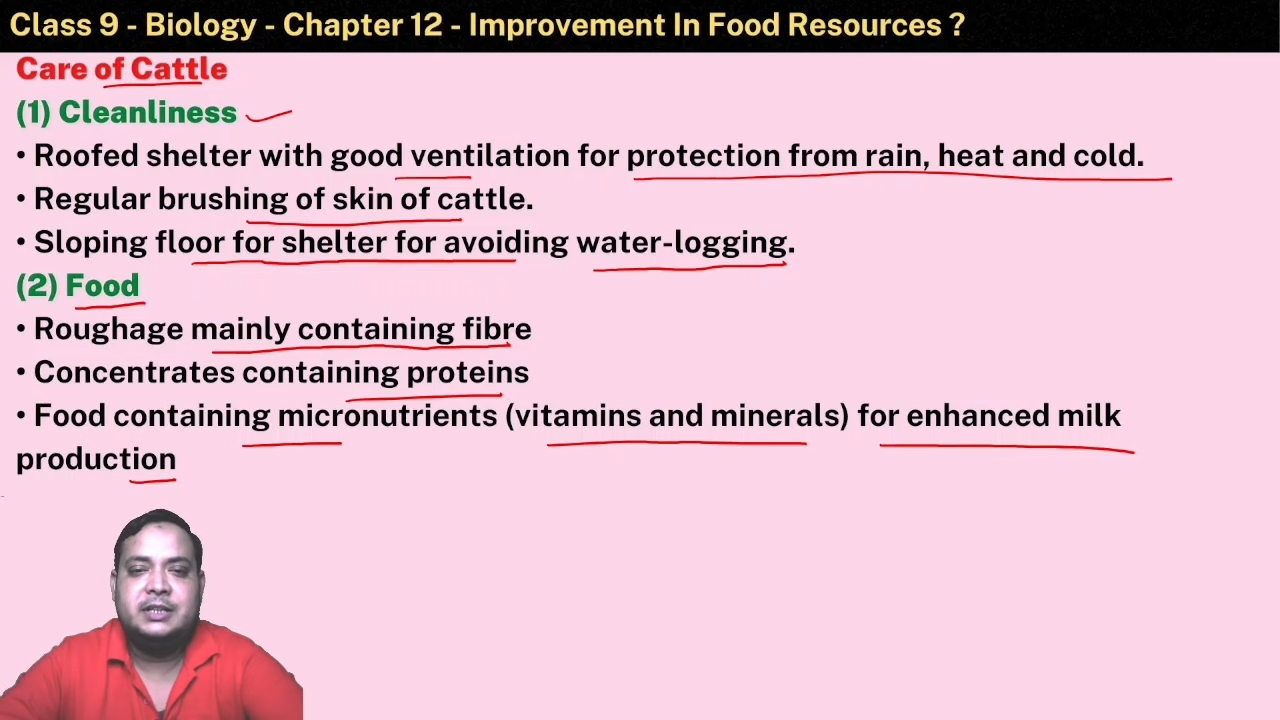 Class 9 - Biology - Chapter 12 - Improvement In Food Resources ?
Care of Cattle
(1) Cleanliness
• Roofed shelter with good ventilation for protection from rain, heat and cold.
• Regular brushing of skin of cattle.
• Sloping floor for shelter for avoiding water-logging.
(2) Food
• Roughage mainly containing fibre
• Concentrates containing proteins
• Food containing micronutrients (vitamins and minerals) for enhanced milk
production